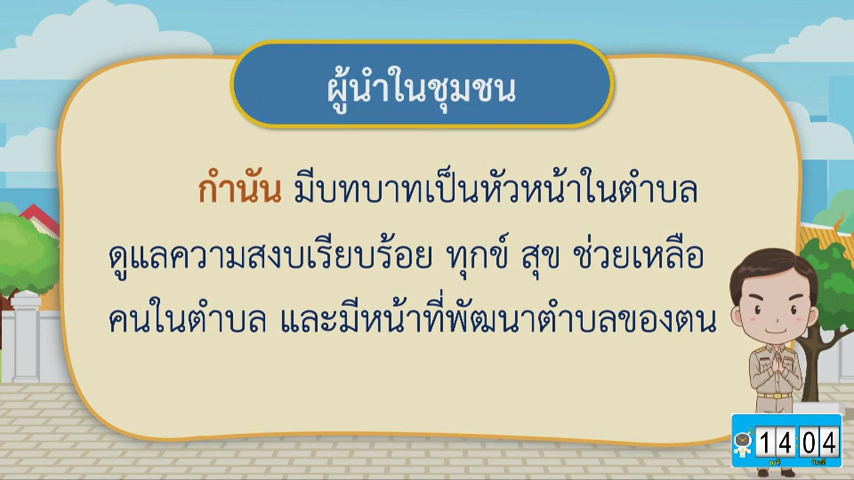 ผู้นำในชุมชน
กำนัน มีบทบาทเป็นหัวหน้าในตำบล
ดูแลความสงบเรียบร้อย ทุกข์ สุข ช่วยเหลือ
คนในตำบล และมีหน้าที่พัฒนาตำบลของตน
14 04